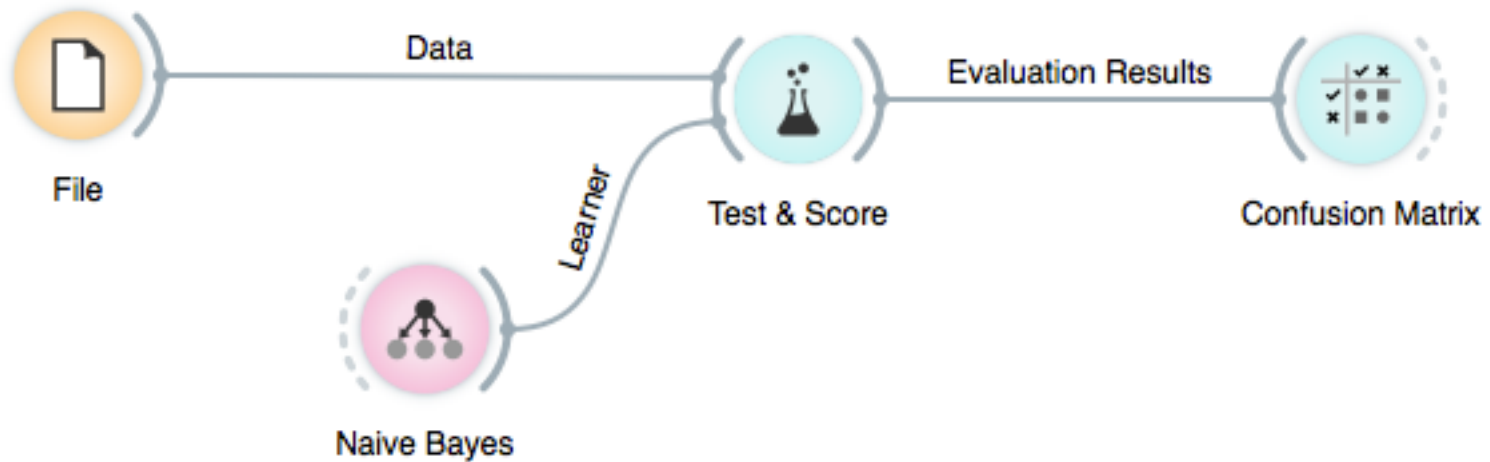 Data
Evaluation Results
File
Learner
Test & Score
Confusion Matrix
Naive Bayes